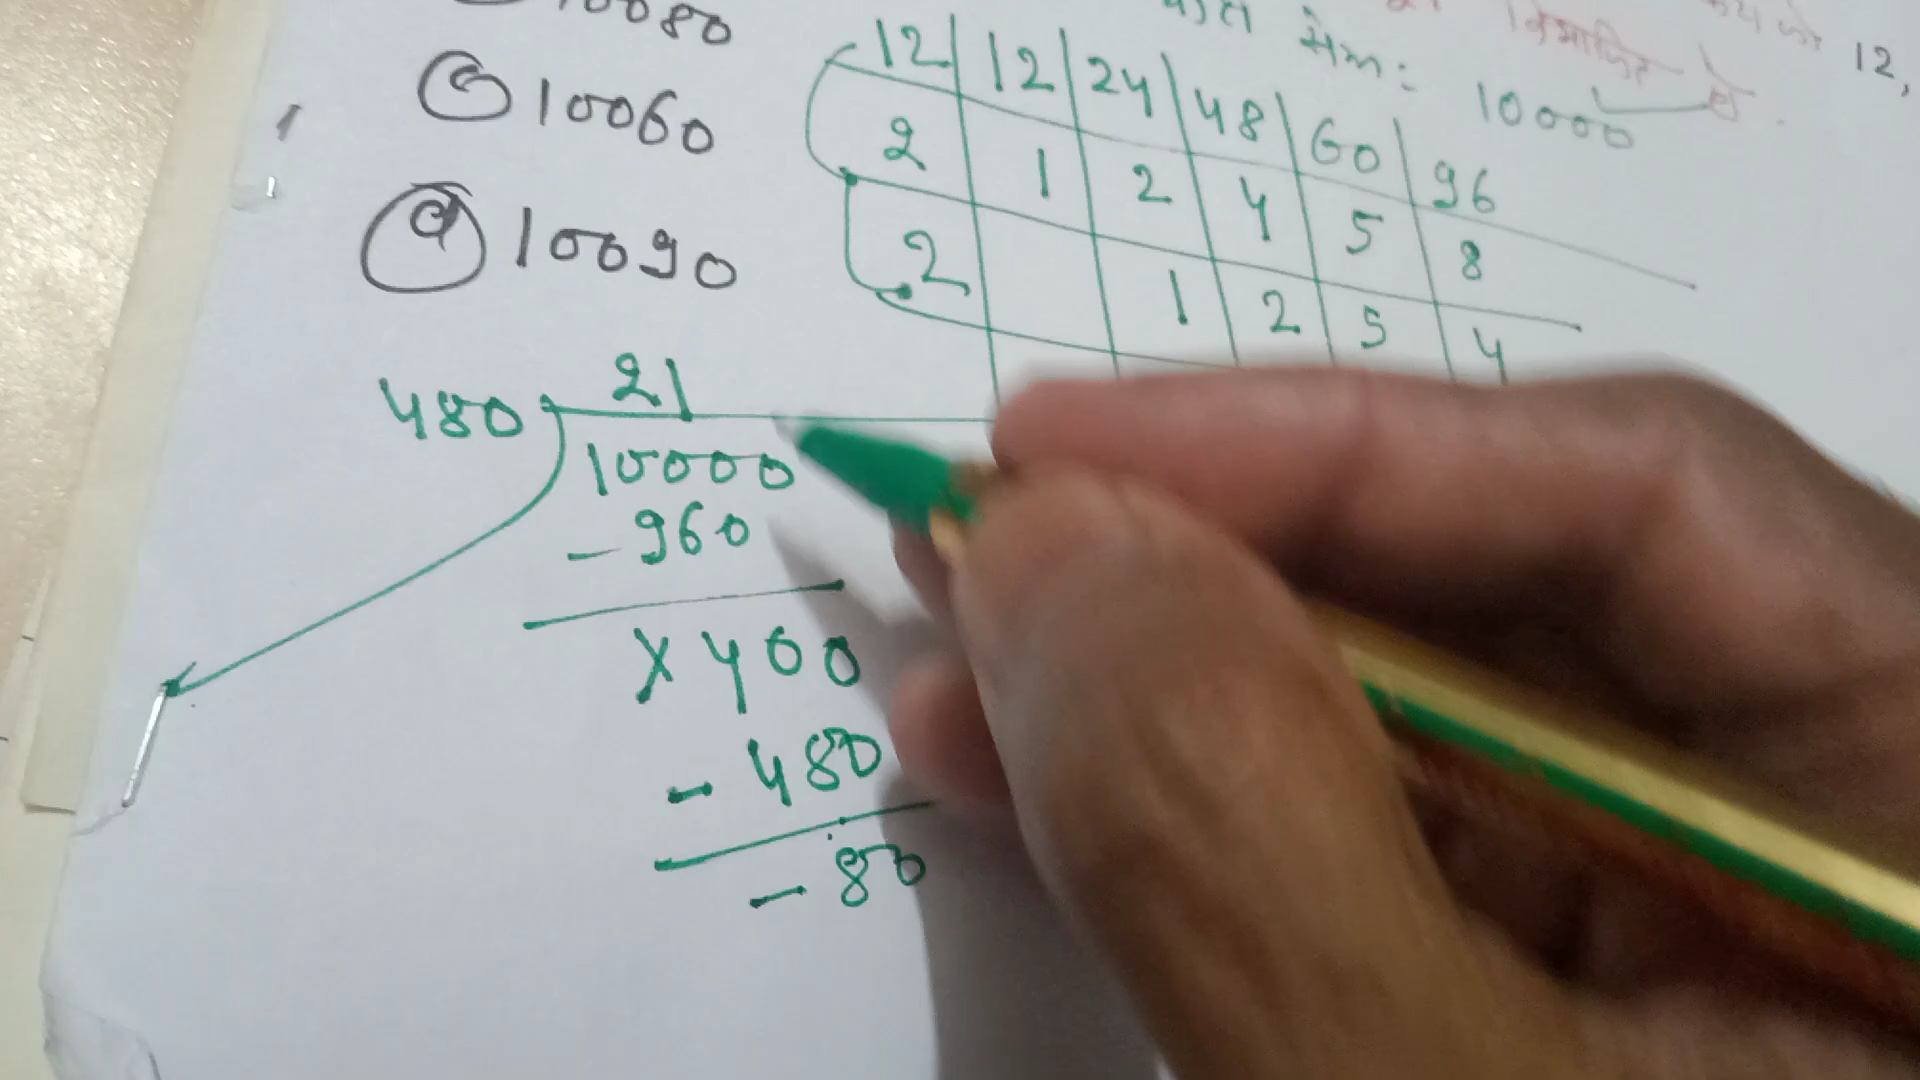 10080
12,
C 10060
10000
d 10090
12 12 24 48 60 96
2 1 2 4 5 8
2 1 2 5 4
21
480 10000
- 960
x 400
- 480
- 80